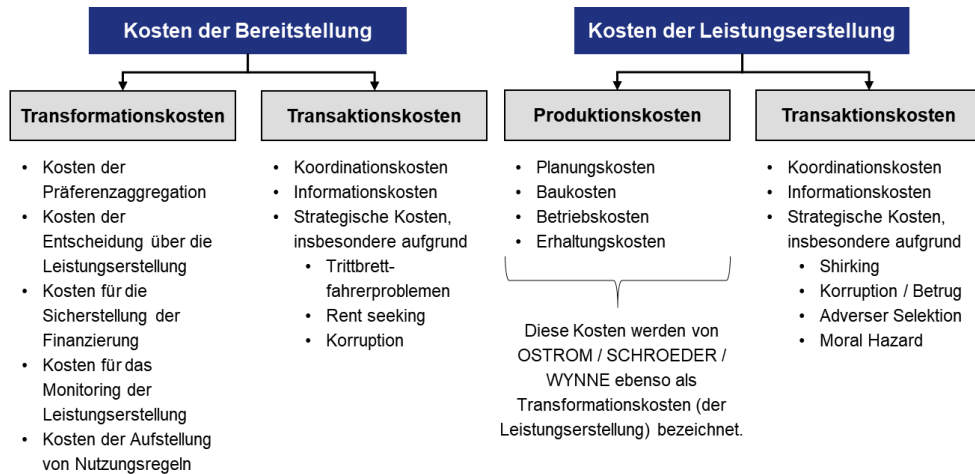 Kosten der Bereitstellung
Transformationskosten
• Kosten der
Präferenzaggregation
• Kosten der
Entscheidung über die
Leistungserstellung
• Kosten für die
Sicherstellung der
Finanzierung
• Kosten für das
Monitoring der
Leistungserstellung
• Kosten der Aufstellung
von Nutzungsregeln
Transaktionskosten
• Koordinationskosten
• Informationskosten
• Strategische Kosten,
insbesondere aufgrund
• Trittbrett-
fahrerproblemen
• Rent seeking
• Korruption
Kosten der Leistungserstellung
Produktionskosten
• Planungskosten
• Baukosten
• Betriebskosten
• Erhaltungskosten
Diese Kosten werden von
OSTROM / SCHROEDER /
WYNNE ebenso als
Transformationskosten (der
Leistungserstellung) bezeichnet.
Transaktionskosten
• Koordinationskosten
• Informationskosten
• Strategische Kosten,
insbesondere aufgrund
• Shirking
• Korruption / Betrug
• Adverser Selektion
• Moral Hazard